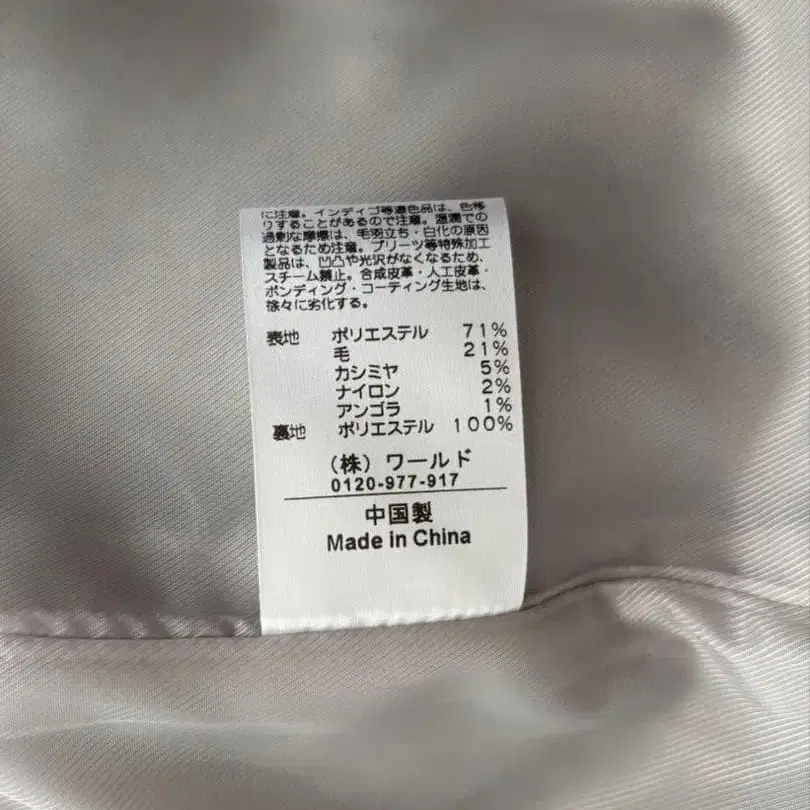 に注意。インディゴ等濃色品は、色移
りすることがあるので注意。湿潤での
過剰な摩擦は、毛羽立ち・白化の原因
となるため注意。プリーツ等特殊加工
製品は、凹凸や光沢がなくなるため、
スチーム禁止。合成皮革・人工皮革・
ボンディング・コーティング生地は、
徐々に劣化する。
表地 ポリエステル 71%
毛 21%
カシミヤ 5%
ナイロン 2%
アンゴラ 1%
裏地 ポリエステル 100%
(株) ワールド
0120-977-917
中国製
Made in China